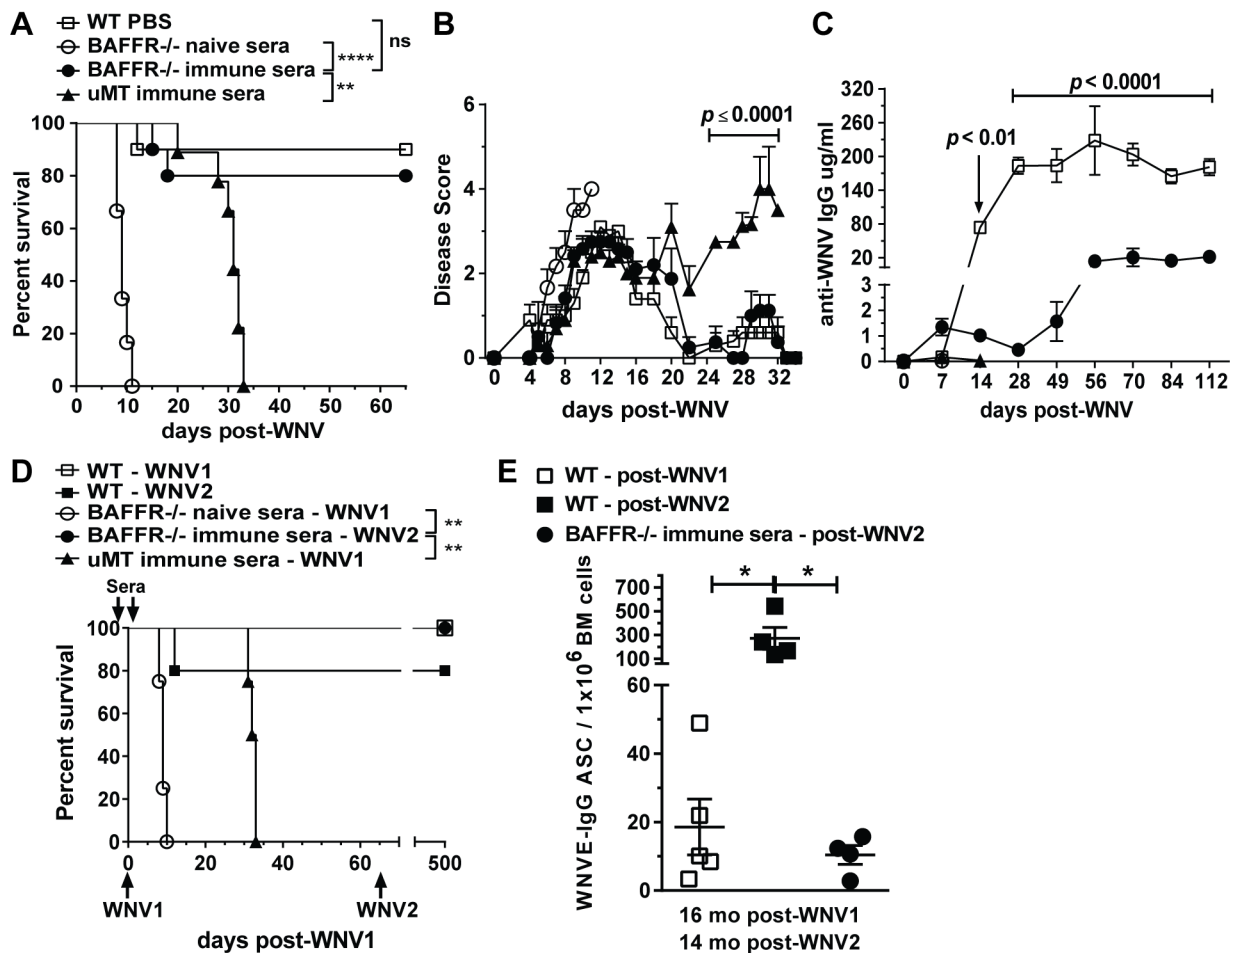 A
WT PBS
BAFFR-/- naive sera
BAFFR-/- immune sera
uMT immune sera
****
**
ns
Percent survival
100
80
60
40
20
0
0 10 20 30 40 50 60
days post-WNV
B
p ≤ 0.0001
Disease Score
6
4
2
0
0 4 8 12 16 20 24 28 32
days post-WNV
C
p < 0.0001
p < 0.01
anti-WNV IgG ug/ml
320
260
200
140
80
20
3
2
1
0
0 7 14 28 49 56 70 84 112
days post-WNV
D
WT - WNV1
WT - WNV2
BAFFR-/- naive sera - WNV1
BAFFR-/- immune sera - WNV2
uMT immune sera - WNV1
**
**
Sera
Percent survival
100
80
60
40
20
0
0 20 40 60 500
WNV1 WNV2
days post-WNV1
E
WT - post-WNV1
WT - post-WNV2
BAFFR-/- immune sera - post-WNV2
* *
WNVE-IgG ASC / 1x10⁶ BM cells
700
500
300
100
60
40
20
0
16 mo post-WNV1
14 mo post-WNV2